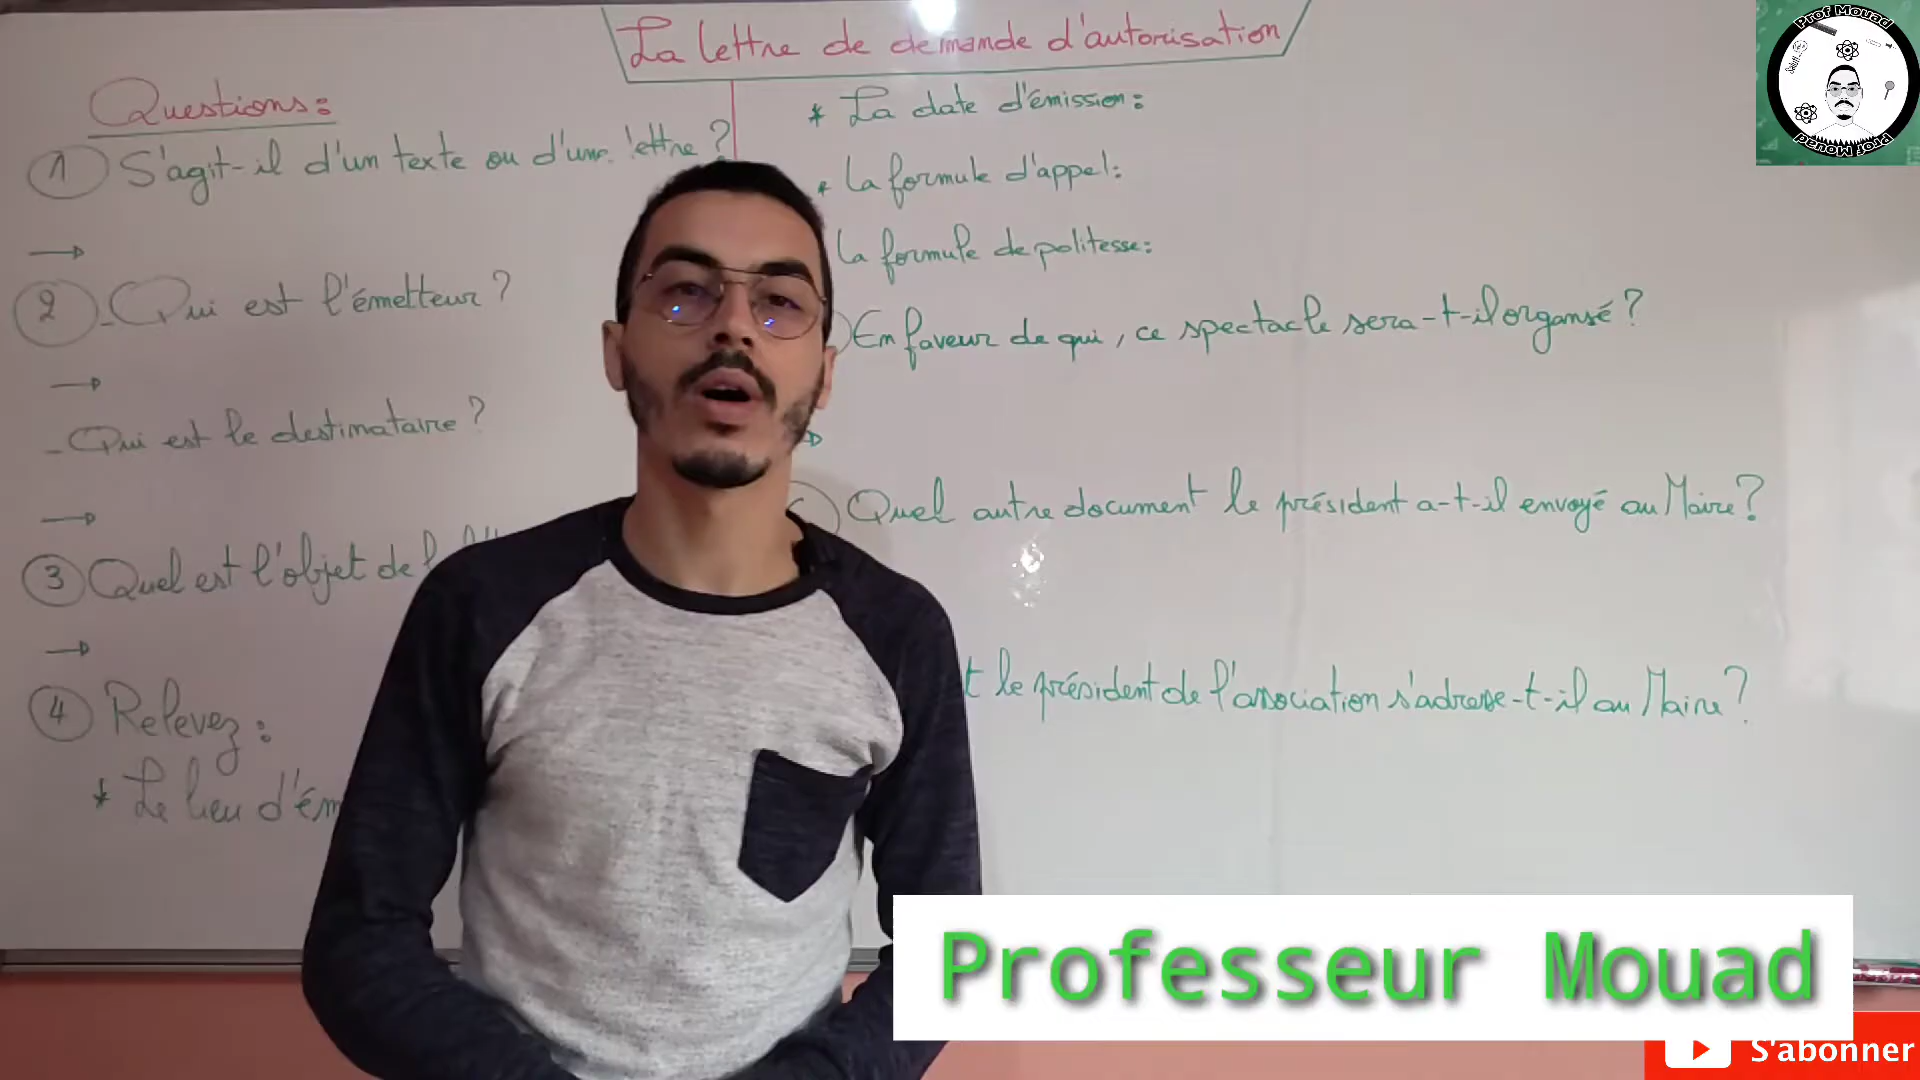 La lettre de demande d'autorisation
Questions:
1 S'agit-il d'un texte ou d'une lettre ?
2 - Qui est l'émetteur ?
- Qui est le destinataire ?
3 Quel est l'objet de
4 Relevez :
* Le lieu d'ém
* La date d'émission:
* La formule d'appel:
La formule de politesse:
En faveur de qui, ce spectacle sera-t-il organsé ?
Quel autre document le président a-t-il envoyé au Maire ?
le président de l'association s'adresse-t-il au Maire ?
Prof Mouad
Prof Mouad
Professeur Mouad
S'abonner